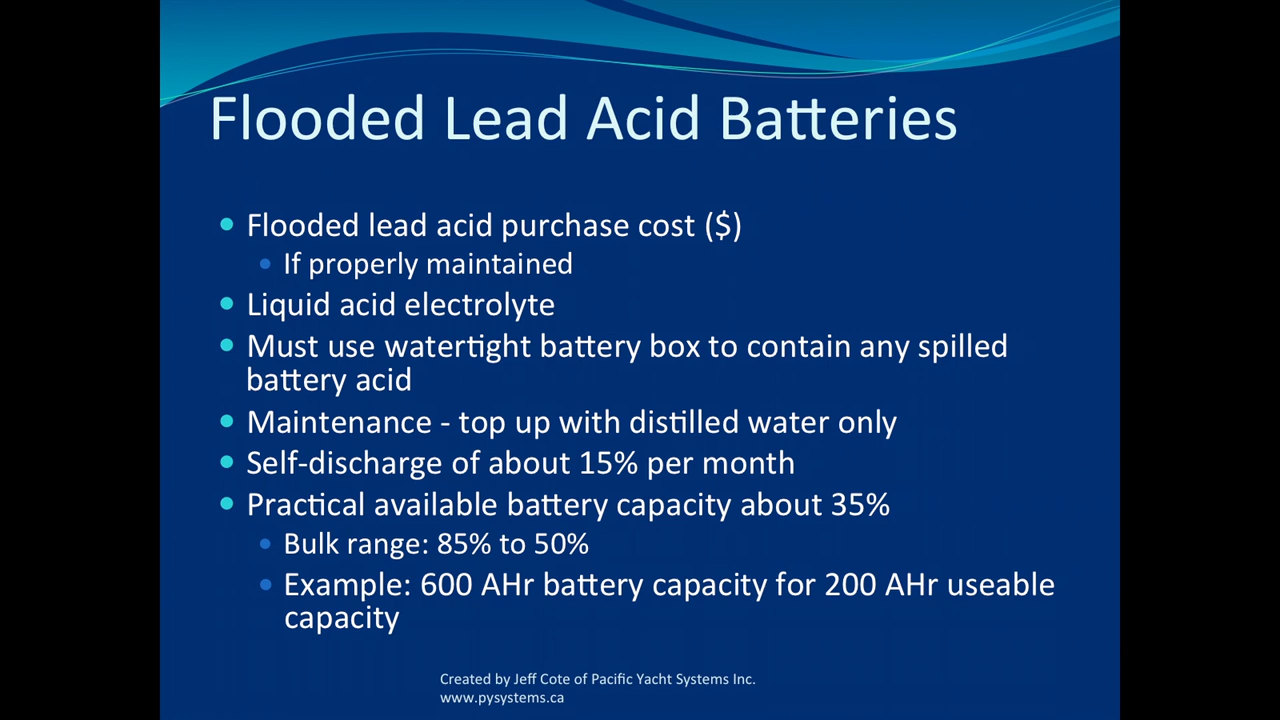 Flooded Lead Acid Batteries
Flooded lead acid purchase cost ($)
If properly maintained
Liquid acid electrolyte
Must use watertight battery box to contain any spilled
battery acid
Maintenance - top up with distilled water only
Self-discharge of about 15% per month
Practical available battery capacity about 35%
Bulk range: 85% to 50%
Example: 600 AHr battery capacity for 200 AHr useable
capacity
Created by Jeff Cote of Pacific Yacht Systems Inc.
www.pysystems.ca